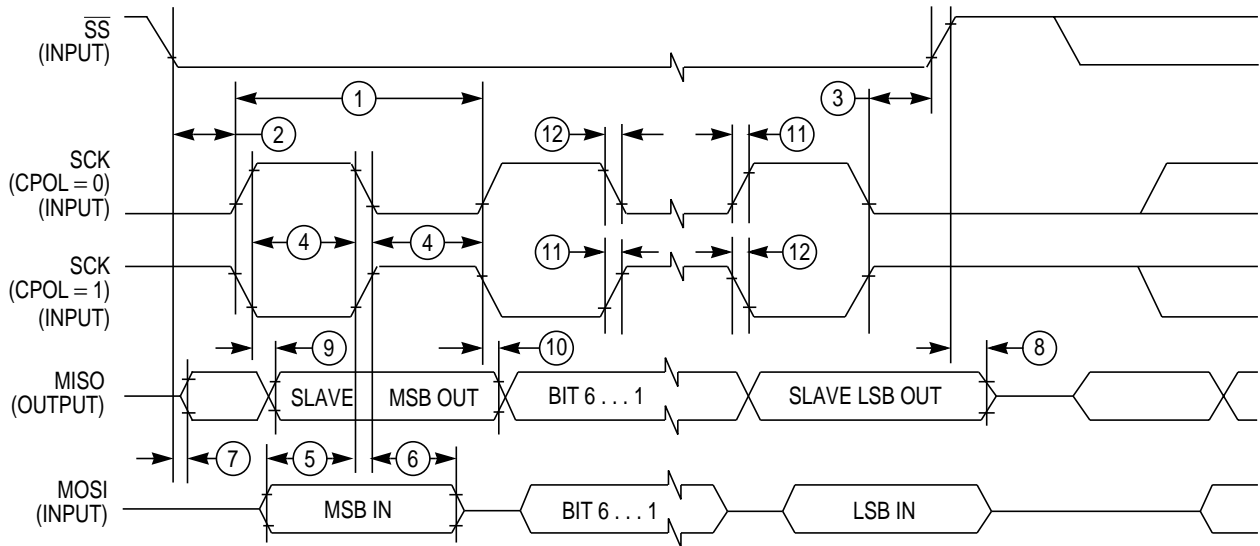 SS
(INPUT)
1
3
2
12
11
SCK
(CPOL = 0)
(INPUT)
4
4
11
12
SCK
(CPOL = 1)
(INPUT)
9
10
8
MISO
(OUTPUT)
SLAVE
MSB OUT
BIT 6 . . . 1
SLAVE LSB OUT
7
5
6
MOSI
(INPUT)
MSB IN
BIT 6 . . . 1
LSB IN